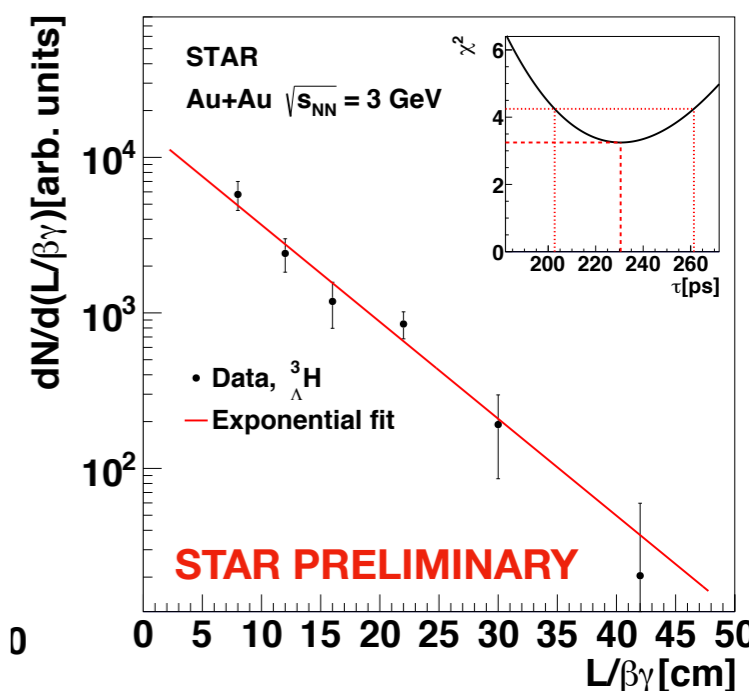 STAR
Au+Au √sNN = 3 GeV
χ²
6
4
2
0
200 220 240 260
τ[ps]
dN/d(L/βγ)[arb. units]
10⁴
10³
10²
Data, ³ΛH
Exponential fit
STAR PRELIMINARY
0
0 5 10 15 20 25 30 35 40 45 50
L/βγ[cm]